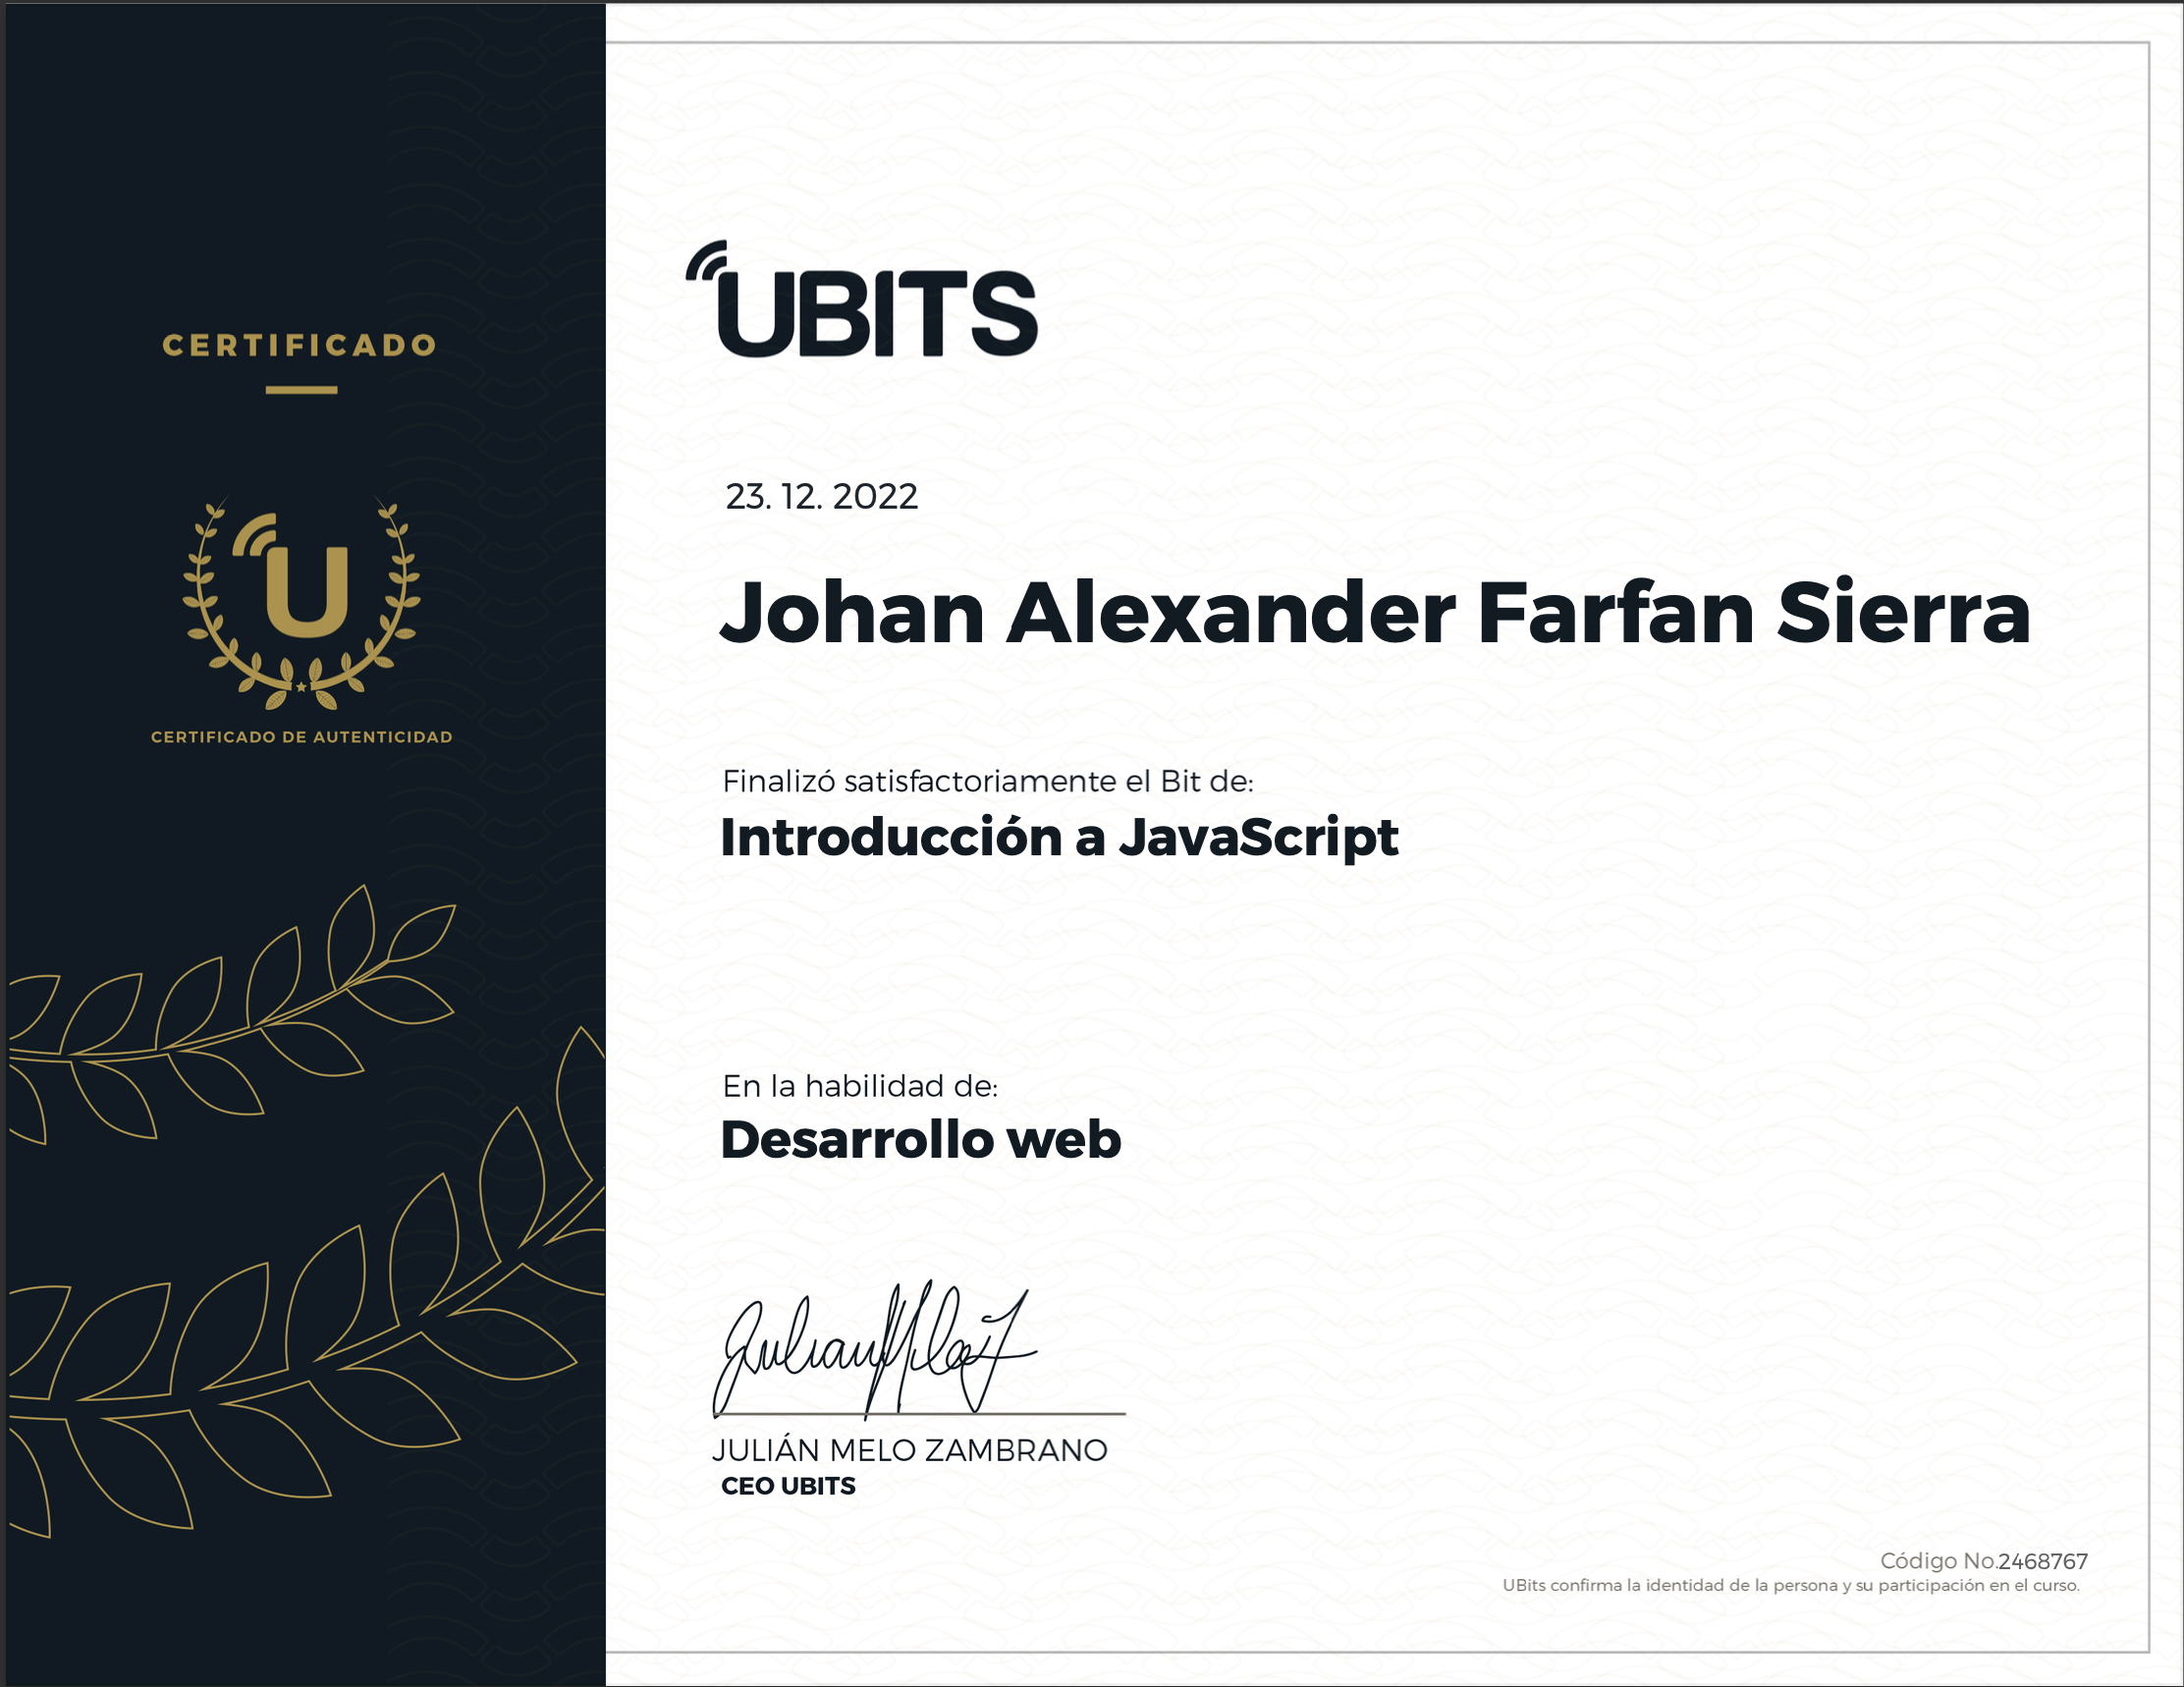 CERTIFICADO
U
CERTIFICADO DE AUTENTICIDAD
UBITS
23. 12. 2022
Johan Alexander Farfan Sierra
Finalizó satisfactoriamente el Bit de:
Introducción a JavaScript
En la habilidad de:
Desarrollo web
JULIÁN MELO ZAMBRANO
CEO UBITS
Código No.2468767
UBits confirma la identidad de la persona y su participación en el curso.